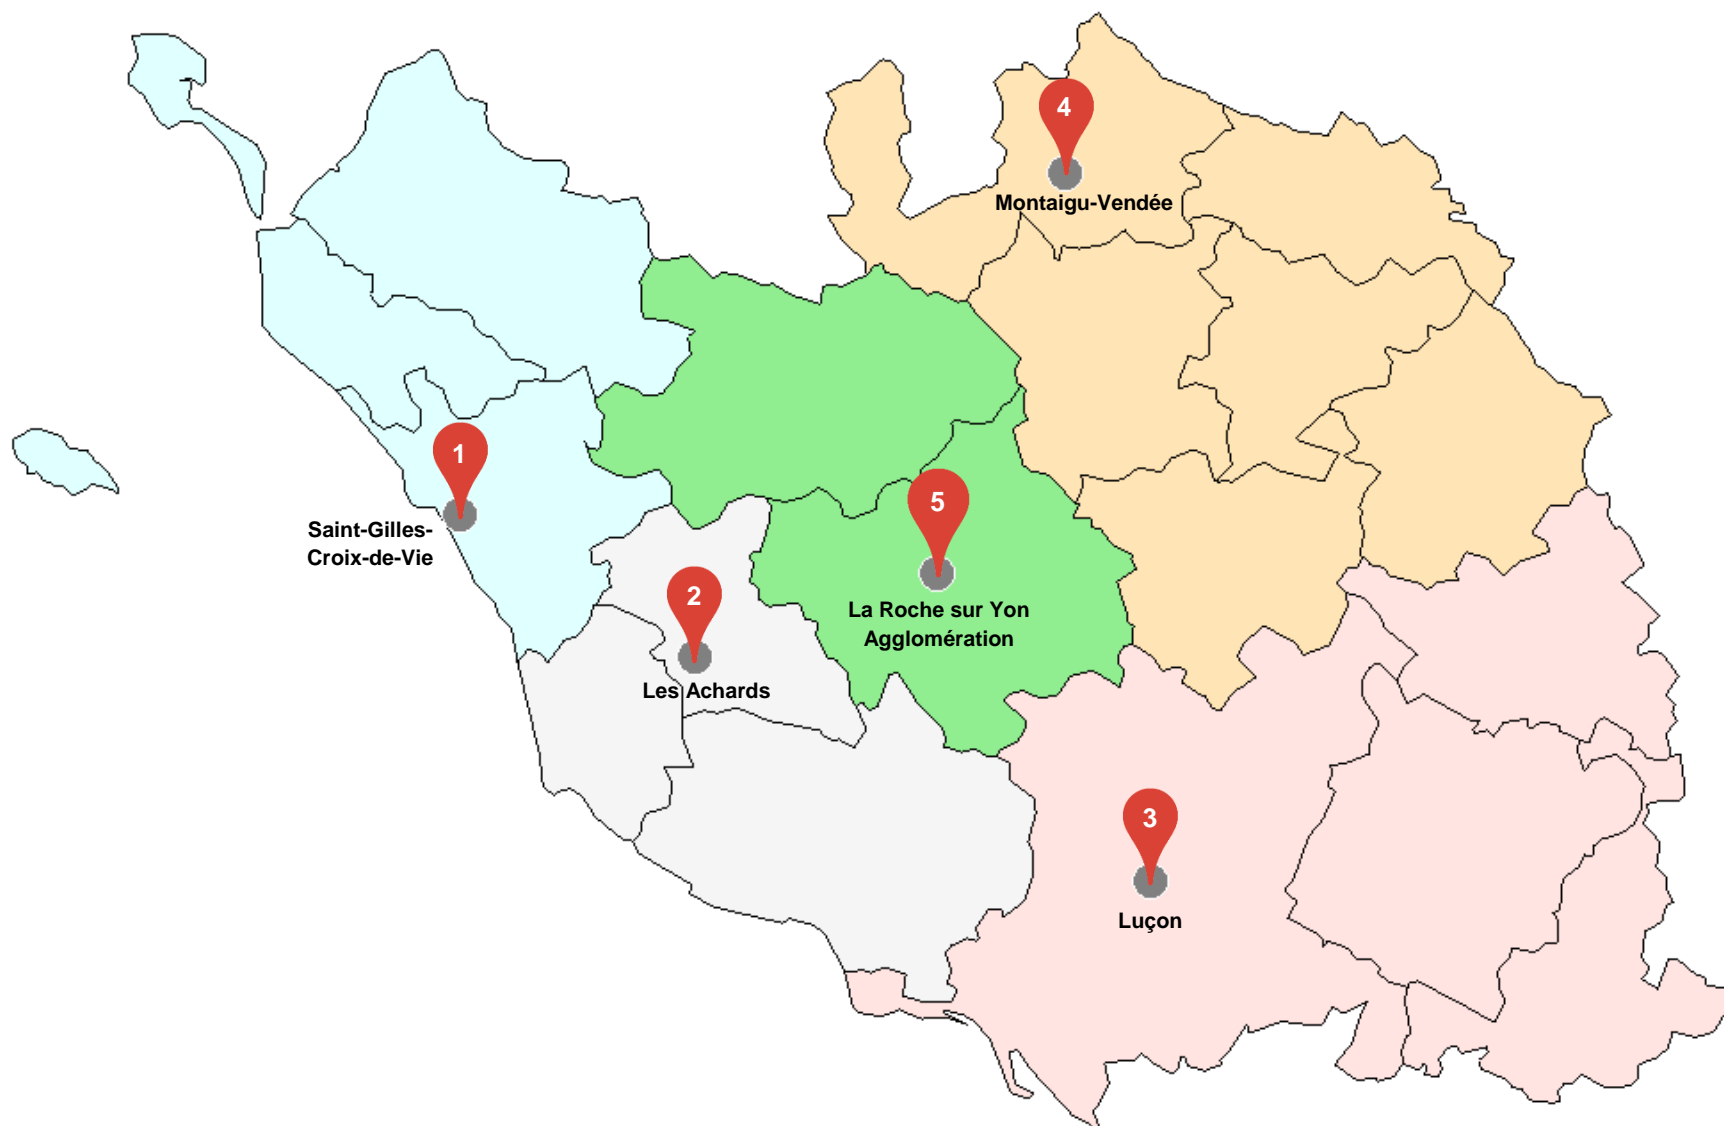 4
Montaigu-Vendée
1
Saint-Gilles-
Croix-de-Vie
5
La Roche sur Yon
Agglomération
2
Les Achards
3
Luçon